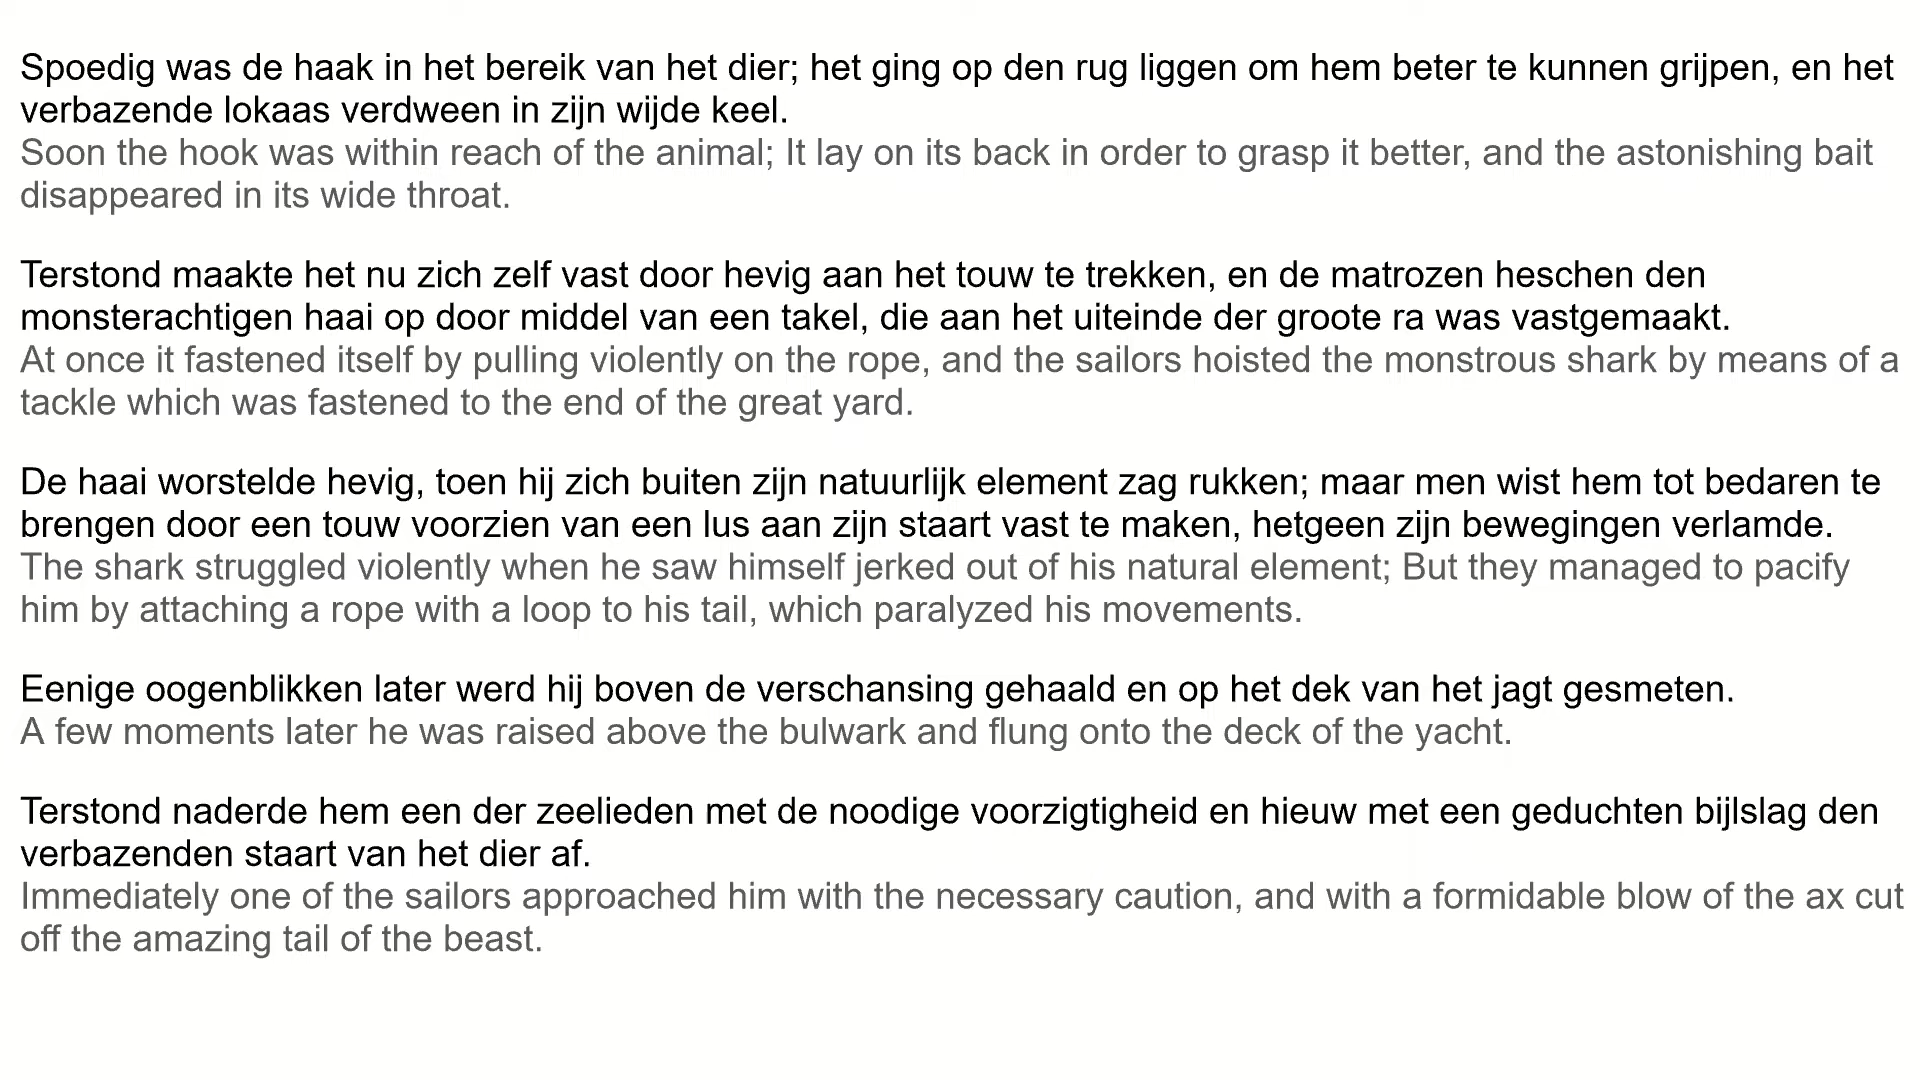 Spoedig was de haak in het bereik van het dier; het ging op den rug liggen om hem beter te kunnen grijpen, en het
verbazende lokaas verdween in zijn wijde keel.
Soon the hook was within reach of the animal; It lay on its back in order to grasp it better, and the astonishing bait
disappeared in its wide throat.
Terstond maakte het nu zich zelf vast door hevig aan het touw te trekken, en de matrozen heschen den
monsterachtigen haai op door middel van een takel, die aan het uiteinde der groote ra was vastgemaakt.
At once it fastened itself by pulling violently on the rope, and the sailors hoisted the monstrous shark by means of a
tackle which was fastened to the end of the great yard.
De haai worstelde hevig, toen hij zich buiten zijn natuurlijk element zag rukken; maar men wist hem tot bedaren te
brengen door een touw voorzien van een lus aan zijn staart vast te maken, hetgeen zijn bewegingen verlamde.
The shark struggled violently when he saw himself jerked out of his natural element; But they managed to pacify
him by attaching a rope with a loop to his tail, which paralyzed his movements.
Eenige oogenblikken later werd hij boven de verschansing gehaald en op het dek van het jagt gesmeten.
A few moments later he was raised above the bulwark and flung onto the deck of the yacht.
Terstond naderde hem een der zeelieden met de noodige voorzigtigheid en hieuw met een geduchten bijlslag den
verbazenden staart van het dier af.
Immediately one of the sailors approached him with the necessary caution, and with a formidable blow of the ax cut
off the amazing tail of the beast.